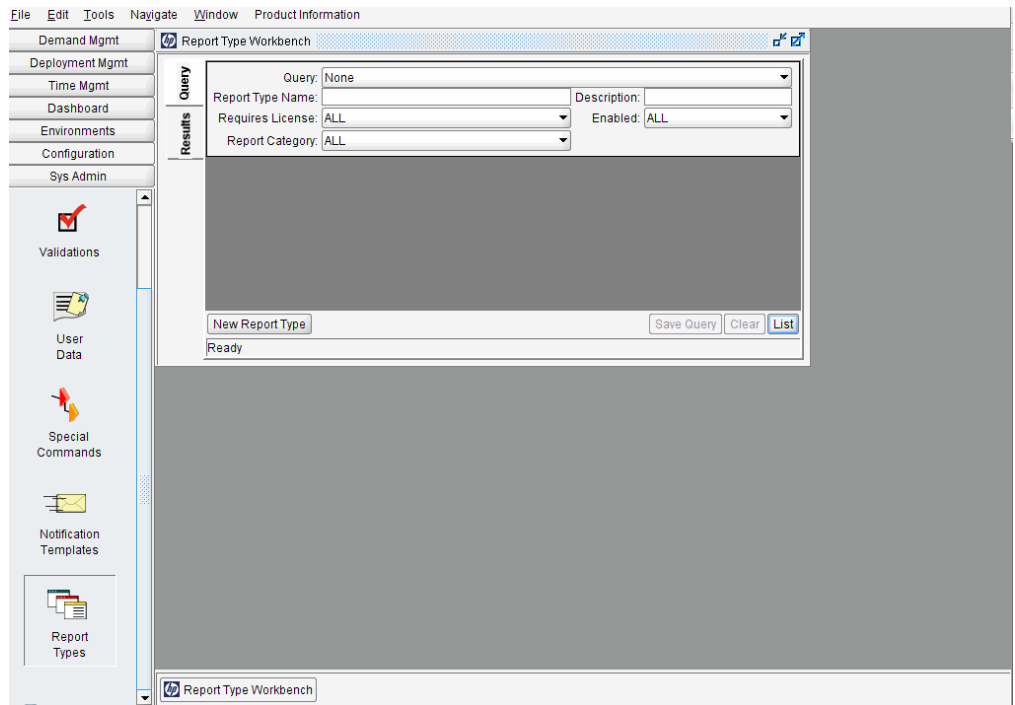 File Edit Tools Navigate Window Product Information
Demand Mgmt
Deployment Mgmt
Time Mgmt
Dashboard
Environments
Configuration
Sys Admin
Validations
User
Data
Special
Commands
Notification
Templates
Report
Types
hp Report Type Workbench
Query
Results
Query: None
Report Type Name: Description:
Requires License: ALL Enabled: ALL
Report Category: ALL
New Report Type Save Query Clear List
Ready
hp Report Type Workbench